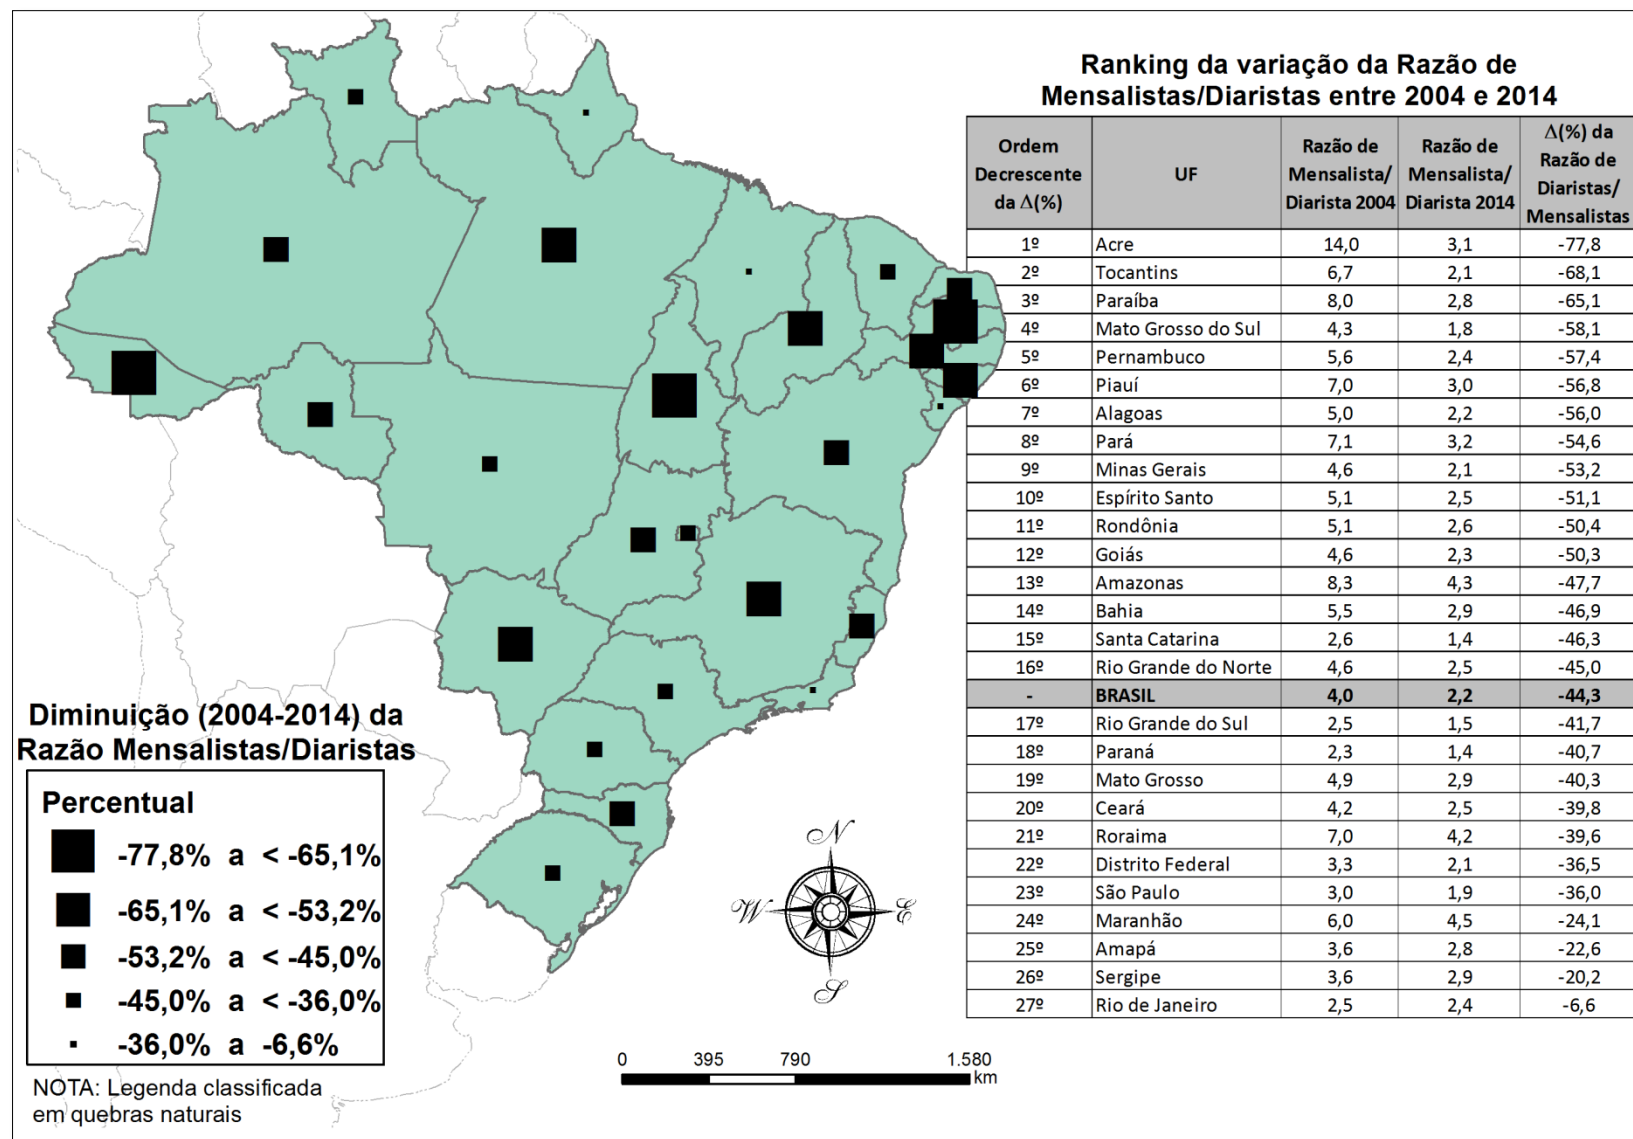 Ranking da variação da Razão de
Mensalistas/Diaristas entre 2004 e 2014
Ordem Decrescente da Δ(%) | UF | Razão de Mensalista/ Diarista 2004 | Razão de Mensalista/ Diarista 2014 | Δ(%) da Razão de Diaristas/ Mensalistas
1º Acre 14,0 3,1 -77,8
2º Tocantins 6,7 2,1 -68,1
3º Paraíba 8,0 2,8 -65,1
4º Mato Grosso do Sul 4,3 1,8 -58,1
5º Pernambuco 5,6 2,4 -57,4
6º Piauí 7,0 3,0 -56,8
7º Alagoas 5,0 2,2 -56,0
8º Pará 7,1 3,2 -54,6
9º Minas Gerais 4,6 2,1 -53,2
10º Espírito Santo 5,1 2,5 -51,1
11º Rondônia 5,1 2,6 -50,4
12º Goiás 4,6 2,3 -50,3
13º Amazonas 8,3 4,3 -47,7
14º Bahia 5,5 2,9 -46,9
15º Santa Catarina 2,6 1,4 -46,3
16º Rio Grande do Norte 4,6 2,5 -45,0
- BRASIL 4,0 2,2 -44,3
17º Rio Grande do Sul 2,5 1,5 -41,7
18º Paraná 2,3 1,4 -40,7
19º Mato Grosso 4,9 2,9 -40,3
20º Ceará 4,2 2,5 -39,8
21º Roraima 7,0 4,2 -39,6
22º Distrito Federal 3,3 2,1 -36,5
23º São Paulo 3,0 1,9 -36,0
24º Maranhão 6,0 4,5 -24,1
25º Amapá 3,6 2,8 -22,6
26º Sergipe 3,6 2,9 -20,2
27º Rio de Janeiro 2,5 2,4 -6,6
Diminuição (2004-2014) da
Razão Mensalistas/Diaristas
Percentual
-77,8% a < -65,1%
-65,1% a < -53,2%
-53,2% a < -45,0%
-45,0% a < -36,0%
-36,0% a -6,6%
NOTA: Legenda classificada
em quebras naturais
N
W E
S
0 395 790 1.580
km